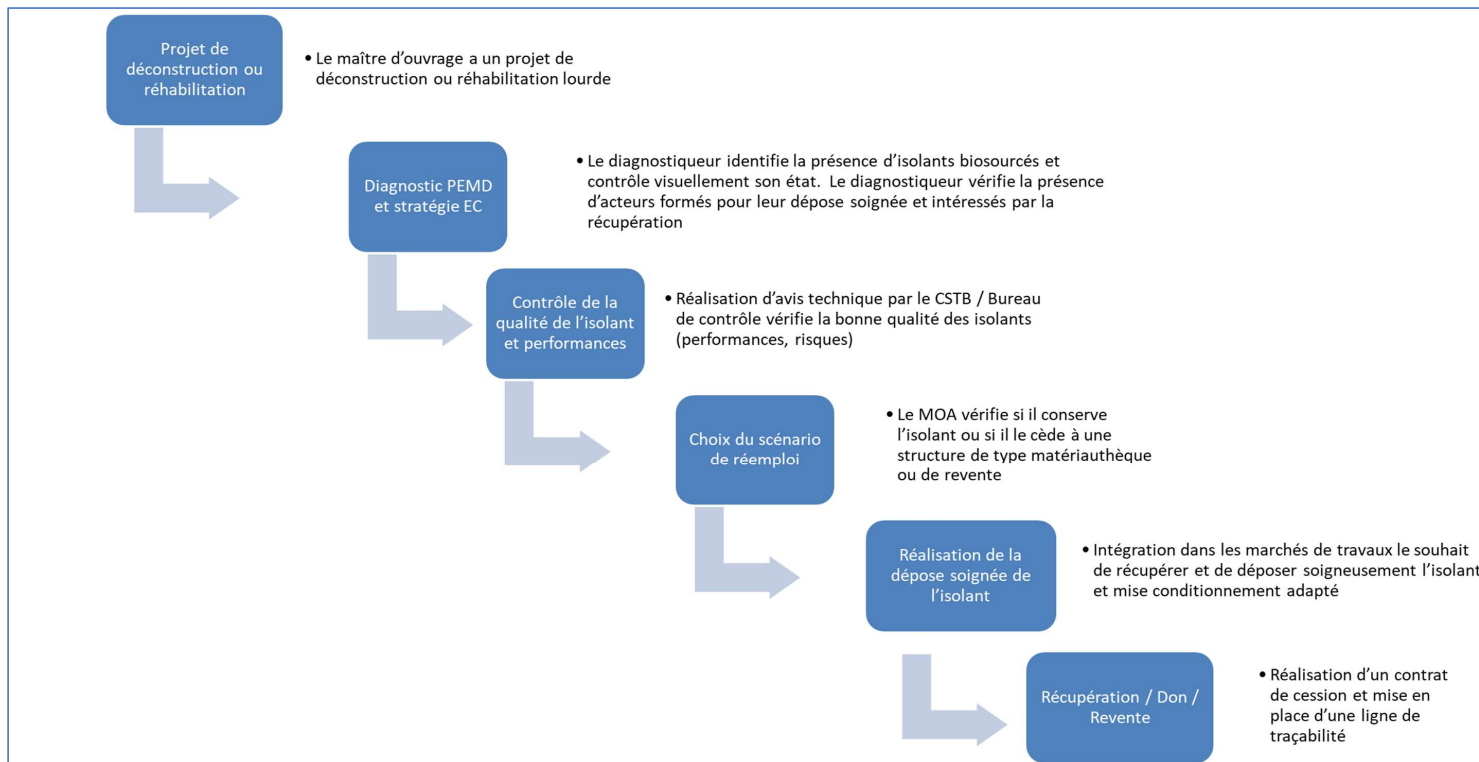 Projet de
déconstruction ou
réhabilitation
• Le maître d’ouvrage a un projet de
déconstruction ou réhabilitation lourde
Diagnostic PEMD
et stratégie EC
• Le diagnostiqueur identifie la présence d’isolants biosourcés et
contrôle visuellement son état. Le diagnostiqueur vérifie la présence
d’acteurs formés pour leur dépose soignée et intéressés par la
récupération
Contrôle de la
qualité de l’isolant
et performances
• Réalisation d’avis technique par le CSTB / Bureau
de contrôle vérifie la bonne qualité des isolants
(performances, risques)
Choix du scénario
de réemploi
• Le MOA vérifie si il conserve
l’isolant ou si il le cède à une
structure de type matériauthèque
ou de revente
Réalisation de la
dépose soignée de
l’isolant
• Intégration dans les marchés de travaux le souhait
de récupérer et de déposer soigneusement l’isolant
et mise conditionnement adapté
Récupération / Don /
Revente
• Réalisation d’un contrat
de cession et mise en
place d’une ligne de
traçabilité